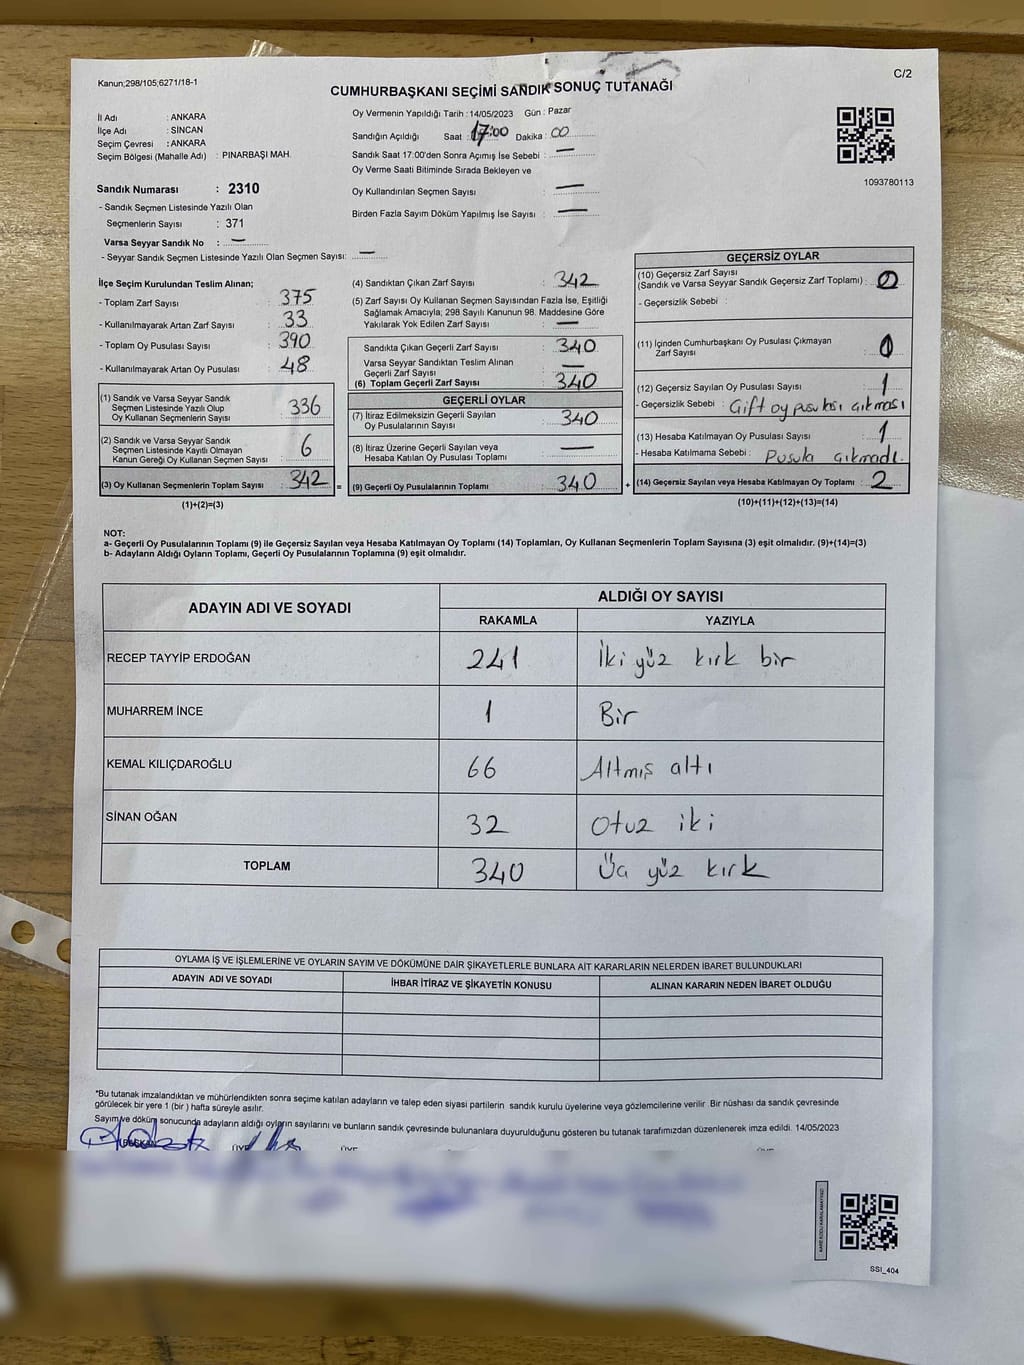 Kanun;298/105;6271/18-1
C/2
CUMHURBAŞKANI SEÇİMİ SANDIK SONUÇ TUTANAĞI
İl Adı : ANKARA
İlçe Adı : SİNCAN
Seçim Çevresi : ANKARA
Seçim Bölgesi (Mahalle Adı) : PINARBAŞI MAH.
Sandık Numarası : 2310
- Sandık Seçmen Listesinde Yazılı Olan
Seçmenlerin Sayısı : 371
Varsa Seyyar Sandık No : —
- Seyyar Sandık Seçmen Listesinde Yazılı Olan Seçmen Sayısı: —
Oy Vermenin Yapıldığı Tarih : 14/05/2023 Gün : Pazar
Sandığın Açıldığı Saat : 17:00 Dakika : 00
Sandık Saat 17:00'den Sonra Açımış İse Sebebi : —
Oy Verme Saati Bitiminde Sırada Bekleyen ve
Oy Kullandırılan Seçmen Sayısı : —
Birden Fazla Sayım Döküm Yapılmış İse Sayısı : —
1093780113
İlçe Seçim Kurulundan Teslim Alınan;
- Toplam Zarf Sayısı : 375
- Kullanılmayarak Artan Zarf Sayısı : 33
- Toplam Oy Pusulası Sayısı : 390
- Kullanılmayarak Artan Oy Pusulası : 48
(1) Sandık ve Varsa Seyyar Sandık
Seçmen Listesinde Yazılı Olup
Oy Kullanan Seçmenlerin Sayısı : 336
(2) Sandık ve Varsa Seyyar Sandık
Seçmen Listesinde Kayıtlı Olmayan
Kanun Gereği Oy Kullanan Seçmen Sayısı : 6
(3) Oy Kullanan Seçmenlerin Toplam Sayısı : 342 =
(1)+(2)=(3)
(4) Sandıktan Çıkan Zarf Sayısı : 342
(5) Zarf Sayısı Oy Kullanan Seçmen Sayısından Fazla İse, Eşitliği
Sağlamak Amacıyla; 298 Sayılı Kanunun 98. Maddesine Göre
Yakılarak Yok Edilen Zarf Sayısı : —
Sandıkta Çıkan Geçerli Zarf Sayısı : 340
Varsa Seyyar Sandıktan Teslim Alınan
Geçerli Zarf Sayısı : —
(6) Toplam Geçerli Zarf Sayısı : 340
GEÇERLİ OYLAR
(7) İtiraz Edilmeksizin Geçerli Sayılan
Oy Pusulalarının Sayısı : 340
(8) İtiraz Üzerine Geçerli Sayılan veya
Hesaba Katılan Oy Pusulası Toplamı : —
(9) Geçerli Oy Pusulalarının Toplamı : 340 +
GEÇERSİZ OYLAR
(10) Geçersiz Zarf Sayısı
(Sandık ve Varsa Seyyar Sandık Geçersiz Zarf Toplamı) : 0
- Geçersizlik Sebebi :
(11) İçinden Cumhurbaşkanı Oy Pusulası Çıkmayan
Zarf Sayısı : 0
(12) Geçersiz Sayılan Oy Pusulası Sayısı : 1
- Geçersizlik Sebebi : Çift oy pusulası çıkması
(13) Hesaba Katılmayan Oy Pusulası Sayısı : 1
- Hesaba Katılmama Sebebi : Pusula çıkmadı.
(14) Geçersiz Sayılan veya Hesaba Katılmayan Oy Toplamı : 2
(10)+(11)+(12)+(13)=(14)
NOT:
a- Geçerli Oy Pusulalarının Toplamı (9) ile Geçersiz Sayılan veya Hesaba Katılmayan Oy Toplamı (14) Toplamları, Oy Kullanan Seçmenlerin Toplam Sayısına (3) eşit olmalıdır. (9)+(14)=(3)
b- Adayların Aldığı Oyların Toplamı, Geçerli Oy Pusulalarının Toplamına (9) eşit olmalıdır.
ADAYIN ADI VE SOYADI
ALDIĞI OY SAYISI
RAKAMLA YAZIYLA
RECEP TAYYİP ERDOĞAN 241 İki yüz kırk bir
MUHARREM İNCE 1 Bir
KEMAL KILIÇDAROĞLU 66 Altmış altı
SİNAN OĞAN 32 Otuz iki
TOPLAM 340 Üç yüz kırk
OYLAMA İŞ VE İŞLEMLERİNE VE OYLARIN SAYIM VE DÖKÜMÜNE DAİR ŞİKAYETLERLE BUNLARA AİT KARARLARIN NELERDEN İBARET BULUNDUKLARI
ADAYIN ADI VE SOYADI İHBAR İTİRAZ VE ŞİKAYETİN KONUSU ALINAN KARARIN NEDEN İBARET OLDUĞU
*Bu tutanak imzalandıktan ve mühürlendikten sonra seçime katılan adayların ve talep eden siyasi partilerin sandık kurulu üyelerine veya gözlemcilerine verilir .Bir nüshası da sandık çevresinde
görülecek bir yere 1 (bir ) hafta süreyle asılır.
Sayım ve döküm sonucunda adayların aldığı oyların sayılarını ve bunların sandık çevresinde bulunanlara duyurulduğunu gösteren bu tutanak tarafımızdan düzenlenerek imza edildi. 14/05/2023
BAŞKAN
SSI_404